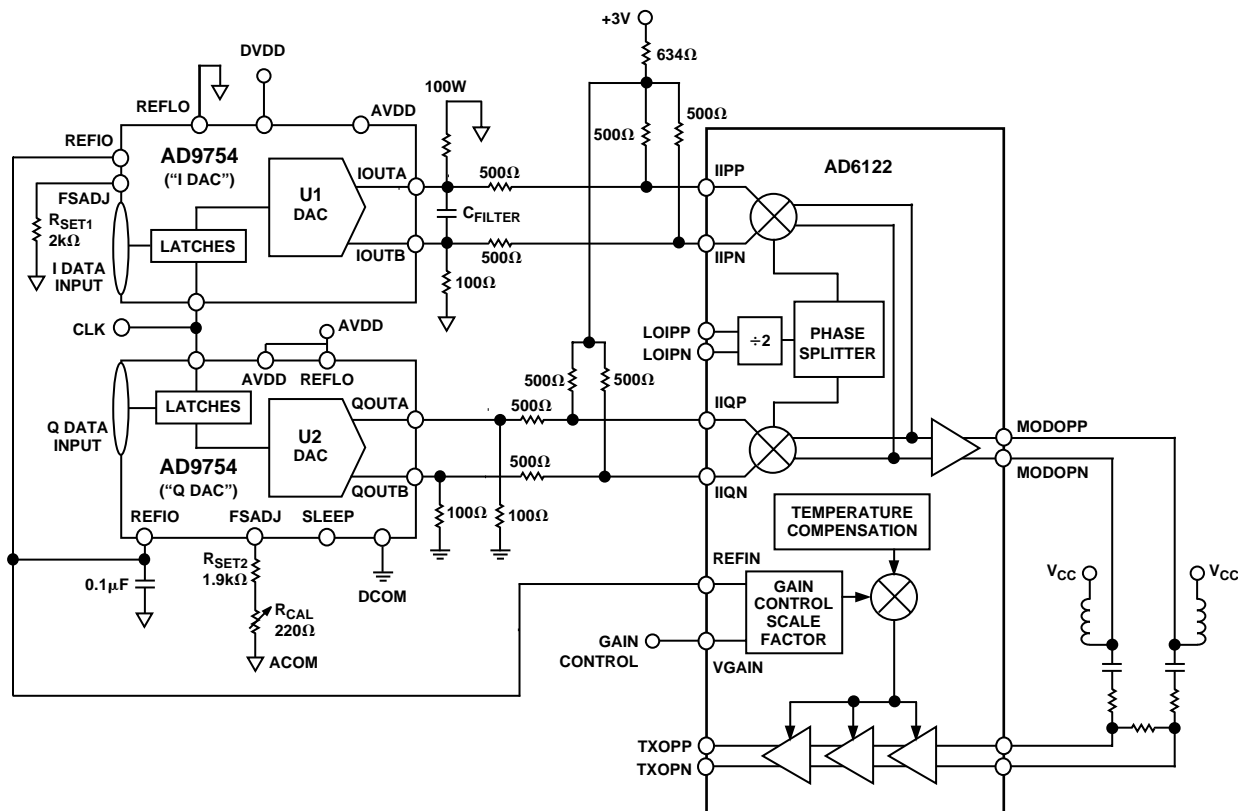 +3V
634Ω
DVDD
100W
REFLO
AVDD
500Ω
500Ω
REFIO
AD9754
("I DAC")
FSADJ
RSET1
2kΩ
I DATA
INPUT
LATCHES
U1
DAC
IOUTA
IOUTB
500Ω
CFILTER
500Ω
100Ω
AD6122
IIPP
IIPN
LOIPP
LOIPN
÷2
PHASE
SPLITTER
CLK
AVDD
AVDD
REFLO
Q DATA
INPUT
LATCHES
U2
DAC
QOUTA
QOUTB
AD9754
("Q DAC")
500Ω
500Ω
500Ω
500Ω
100Ω
100Ω
IIQP
IIQN
MODOPP
MODOPN
REFIO
FSADJ
SLEEP
0.1µF
RSET2
1.9kΩ
RCAL
220Ω
ACOM
DCOM
TEMPERATURE
COMPENSATION
REFIN
GAIN
CONTROL
SCALE
FACTOR
GAIN
CONTROL
VGAIN
VCC
VCC
TXOPP
TXOPN